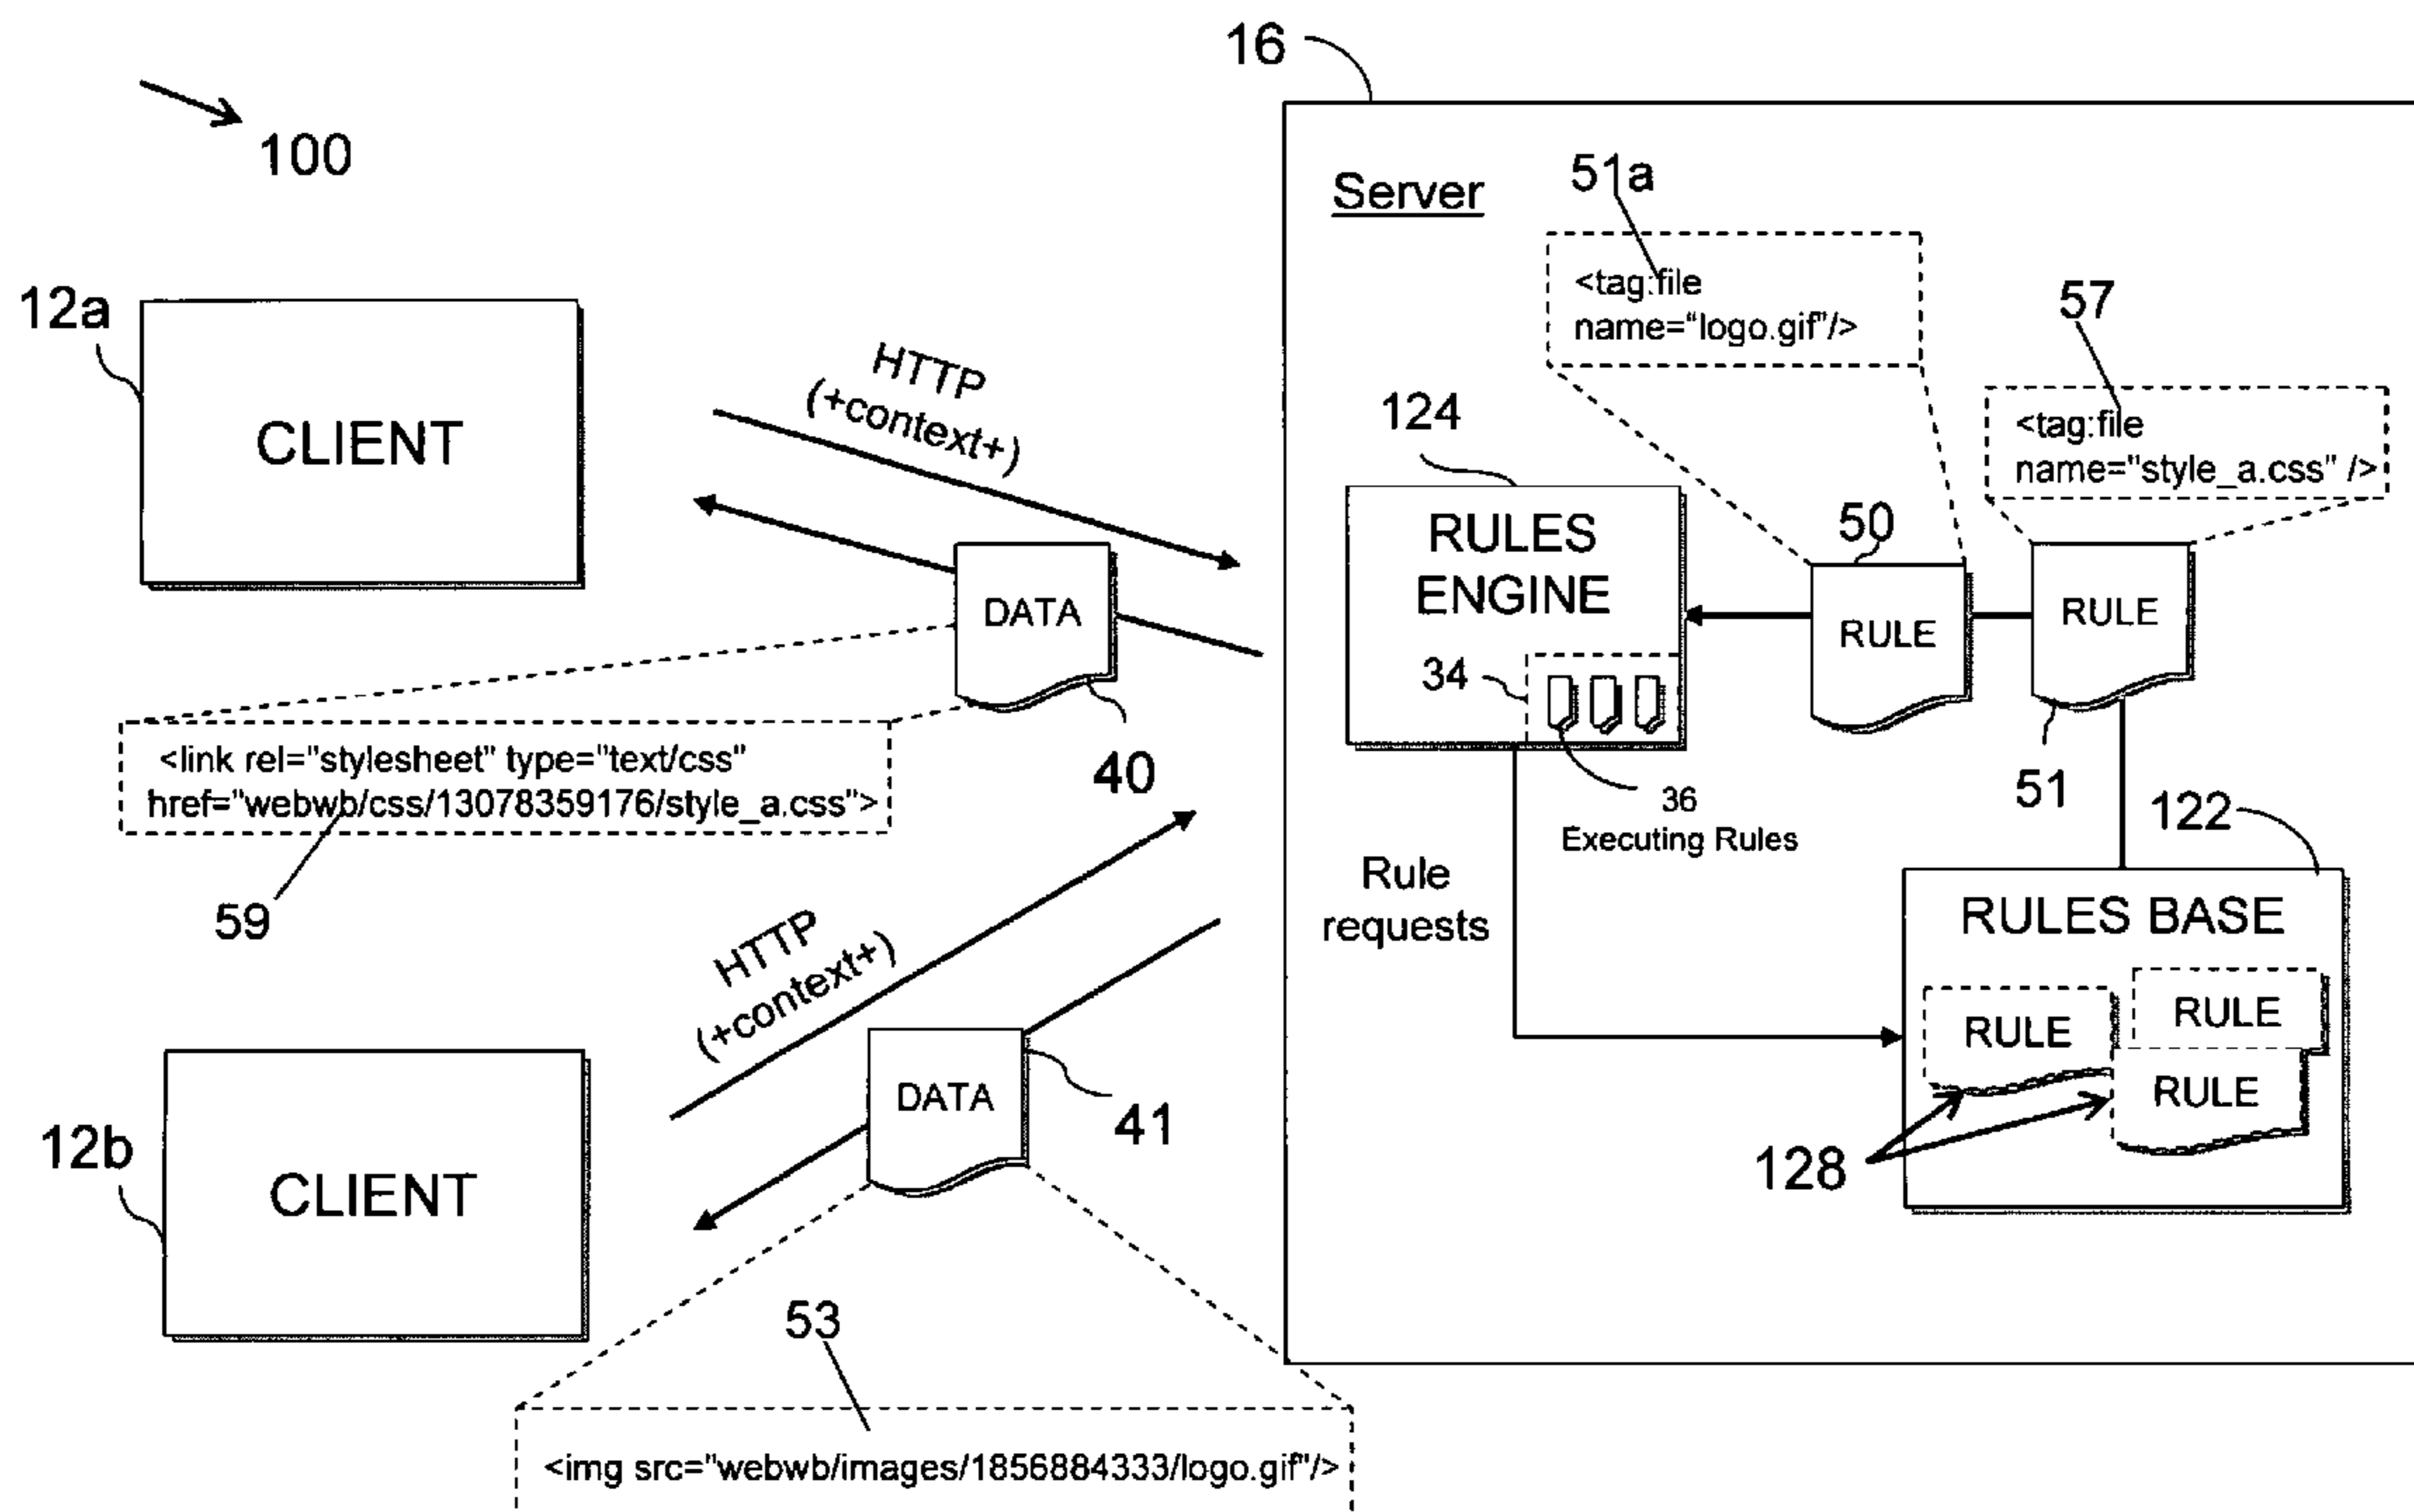 16
100
51a
Server
<tag:file
name="logo.gif"/>
57
12a
<tag:file
name="style_a.css" />
HTTP
(+context+)
124
CLIENT
50
RULES
ENGINE
DATA
RULE
RULE
34
<link rel="stylesheet" type="text/css"
href="webwb/css/13078359176/style_a.css">
40
36
Executing Rules
51
122
59
Rule
requests
RULES BASE
HTTP
(+context+)
RULE
RULE
RULE
DATA
41
12b
128
CLIENT
53
<img src="webwb/images/1856884333/logo.gif"/>